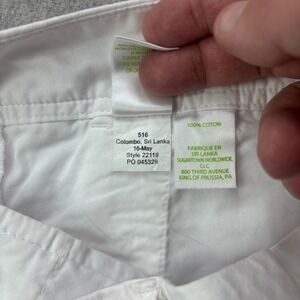 516
Colombo, Sri Lanka
16-May
Style 22119
PO 045329
100% COTON
FABRIQUE EN
SRI LANKA
SUGARTOWN WORLDWIDE,
LLC
800 THIRD AVENUE
KING OF PRUSSIA, PA